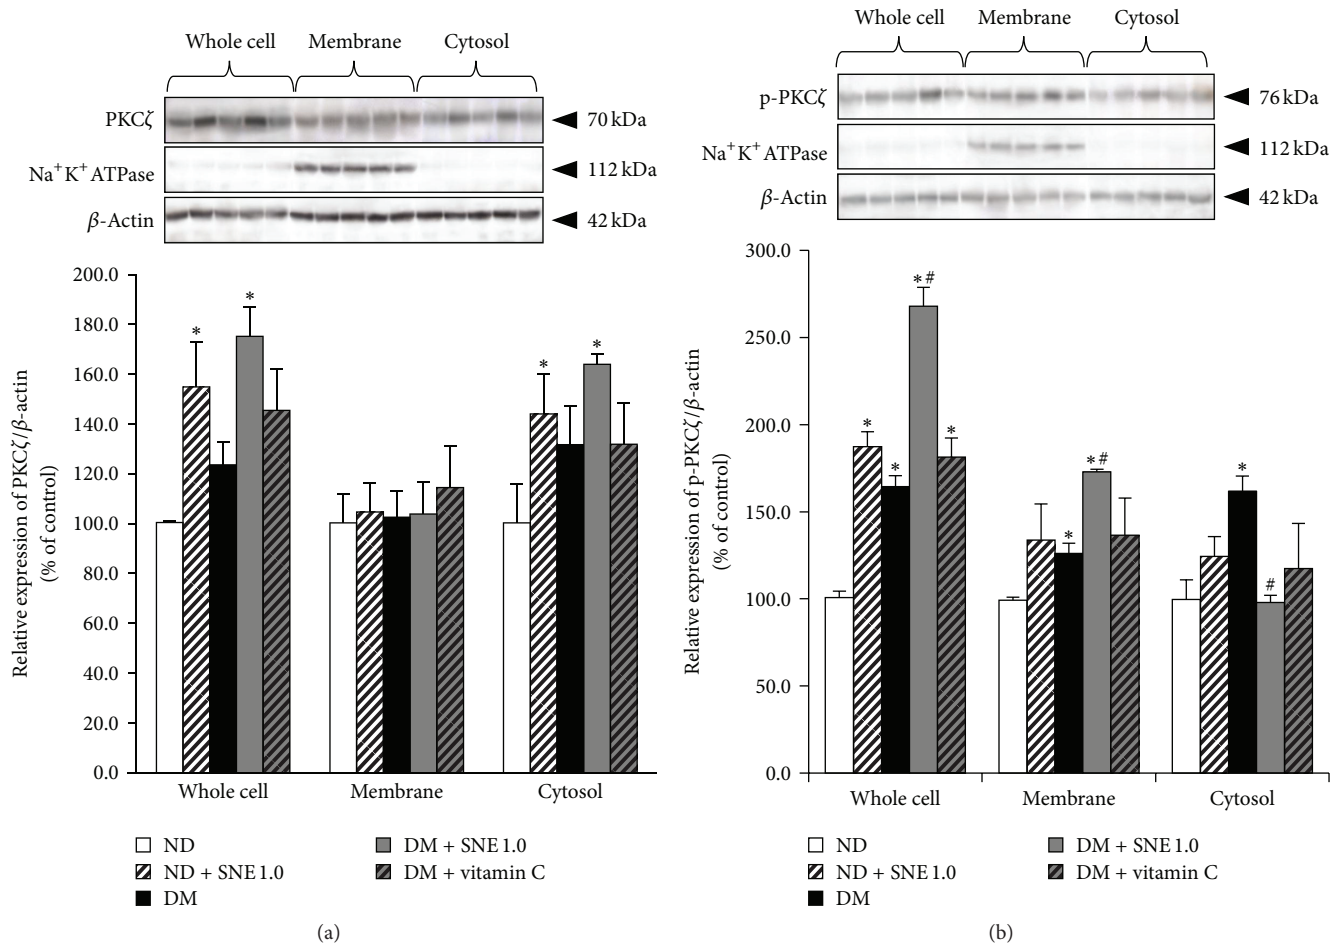 Whole cell Membrane Cytosol
PKCζ 70 kDa
Na⁺K⁺ATPase 112 kDa
β-Actin 42 kDa
200.0
180.0
160.0
140.0
120.0
100.0
80.0
60.0
40.0
20.0
0.0
Relative expression of PKCζ/β-actin
(% of control)
*
*
*
*
Whole cell Membrane Cytosol
ND
ND + SNE 1.0
DM
DM + SNE 1.0
DM + vitamin C
(a)
Whole cell Membrane Cytosol
p-PKCζ 76 kDa
Na⁺K⁺ATPase 112 kDa
β-Actin 42 kDa
300.0
250.0
200.0
150.0
100.0
50.0
0.0
Relative expression of p-PKCζ/β-actin
(% of control)
*
*
*#
*
*
*#
*
#
Whole cell Membrane Cytosol
ND
ND + SNE 1.0
DM
DM + SNE 1.0
DM + vitamin C
(b)